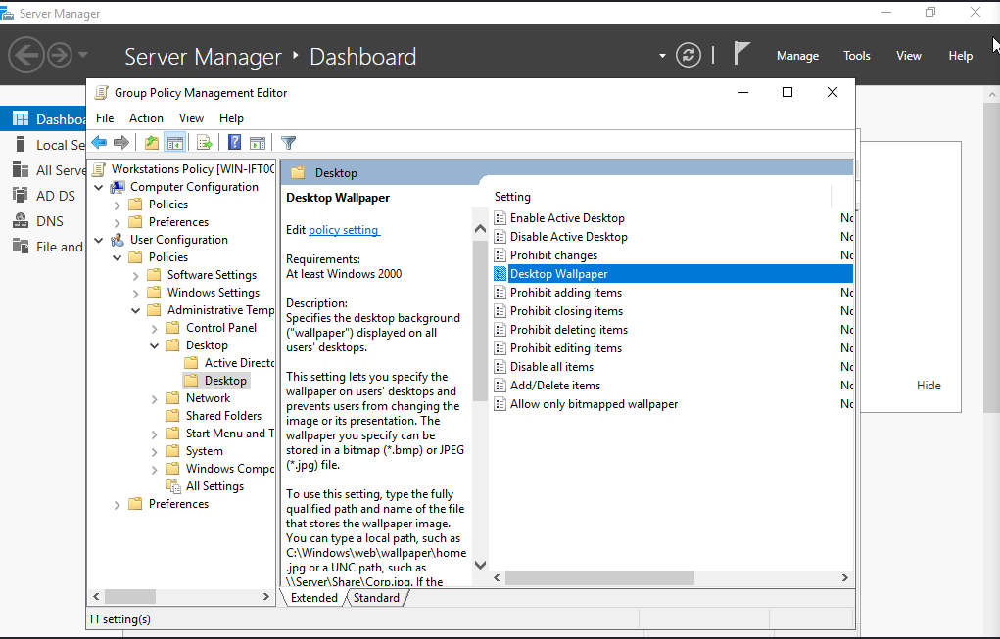 Server Manager
Server Manager
Dashboard
Manage
Tools
View
Help
Group Policy Management Editor
File
Action
View
Help
Dashboa
Local Se
All Serve
AD DS
DNS
File and
Workstations Policy [WIN-IFT0C
Computer Configuration
Policies
Preferences
User Configuration
Policies
Software Settings
Windows Settings
Administrative Temp
Control Panel
Desktop
Active Directo
Desktop
Network
Shared Folders
Start Menu and T
System
Windows Compo
All Settings
Preferences
Desktop
Desktop Wallpaper
Edit policy setting
Requirements:
At least Windows 2000
Description:
Specifies the desktop background
("wallpaper") displayed on all
users' desktops.
This setting lets you specify the
wallpaper on users' desktops and
prevents users from changing the
image or its presentation. The
wallpaper you specify can be
stored in a bitmap (*.bmp) or JPEG
(*.jpg) file.
To use this setting, type the fully
qualified path and name of the file
that stores the wallpaper image.
You can type a local path, such as
C:\Windows\web\wallpaper\home
.jpg or a UNC path, such as
\\Server\Share\Corp.jpg. If the
Setting
Enable Active Desktop No
Disable Active Desktop No
Prohibit changes No
Desktop Wallpaper No
Prohibit adding items No
Prohibit closing items No
Prohibit deleting items No
Prohibit editing items No
Disable all items No
Add/Delete items No
Allow only bitmapped wallpaper No
Hide
Extended
Standard
11 setting(s)